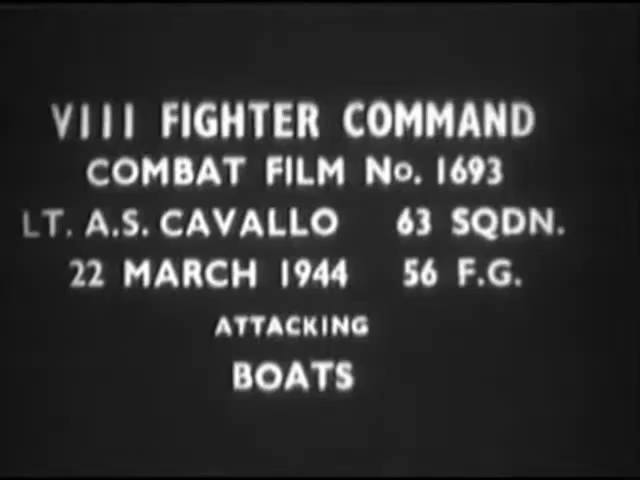 VIII FIGHTER COMMAND
COMBAT FILM No. 1693
LT. A.S. CAVALLO 63 SQDN.
22 MARCH 1944 56 F.G.
ATTACKING
BOATS